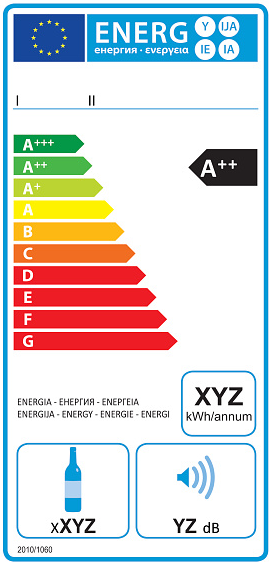 ENERG Y IJA
IE IA
енергия · ενεργεια
I II
A+++
A++
A+
A
B
C
D
E
F
G
A++
ENERGIA - ЕНЕРГИЯ - ΕΝΕΡΓΕΙΑ
ENERGIJA - ENERGY - ENERGIE - ENERGI
XYZ
kWh/annum
xXYZ
YZ dB
2010/1060